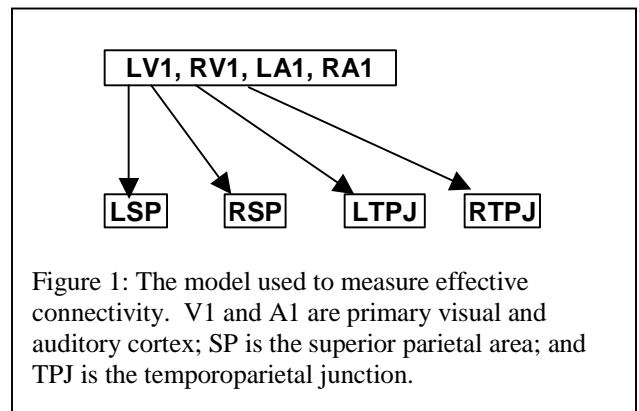 LV1, RV1, LA1, RA1
LSP RSP LTPJ RTPJ
Figure 1: The model used to measure effective
connectivity. V1 and A1 are primary visual and
auditory cortex; SP is the superior parietal area; and
TPJ is the temporoparietal junction.